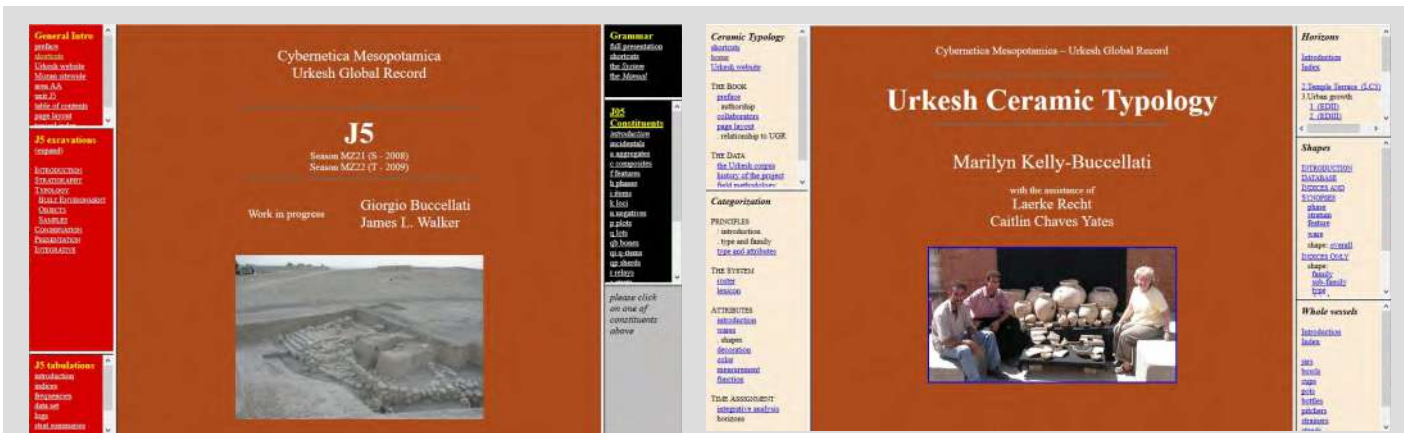 General Intro
preface
shortcuts
Urkesh website
Mozan sitewide
area AA
unit J5
table of contents
page layout
topical index
J5 excavations
(expand)
INTRODUCTION
STRATIGRAPHY
TYPOLOGY
BUILT ENVIRONMENT
OBJECTS
SAMPLES
CONSERVATION
PRESENTATION
INTEGRATIVE
J5 tabulations
introduction
indices
frequencies
data set
logs
Cybernetica Mesopotamica
Urkesh Global Record
J5
Season MZ21 (S - 2008)
Season MZ22 (T - 2009)
Work in progress
Giorgio Buccellati
James L. Walker
Grammar
full presentation
shortcuts
the System
the Manual
J05
Constituents
introduction
incidentals
a aggregates
c composites
f features
h phases
i items
k loci
n negatives
p plots
q lots
qb bones
qi q-items
qp sherds
r relays
please click
on one of
constituents
above
Ceramic Typology
shortcuts
home
Urkesh website
THE BOOK
preface
. authorship
collaborators
page layout
. relationship to UGR
THE DATA
the Urkesh corpus
history of the project
field methodology
Categorization
PRINCIPLES
. introduction
. type and family
type and attributes
THE SYSTEM
roster
lexicon
ATTRIBUTES
introduction
wares
. shapes
decoration
color
measurement
function
TIME ASSIGNMENT
integrative analysis
horizons
Cybernetica Mesopotamica – Urkesh Global Record
Urkesh Ceramic Typology
Marilyn Kelly-Buccellati
with the assistance of
Laerke Recht
Caitlin Chaves Yates
Horizons
Introduction
Index
2.Temple Terrace (LC3)
3.Urban growth
1. (EDII)
2. (EDIII)
Shapes
INTRODUCTION
DATABASE
INDICES AND
SYNOPSES
phase
stratum
feature
ware
shape: overall
INDICES ONLY
shape:
family
sub-family
type
Whole vessels
Introduction
Index
jars
bowls
cups
pots
bottles
pitchers
strainers
stands